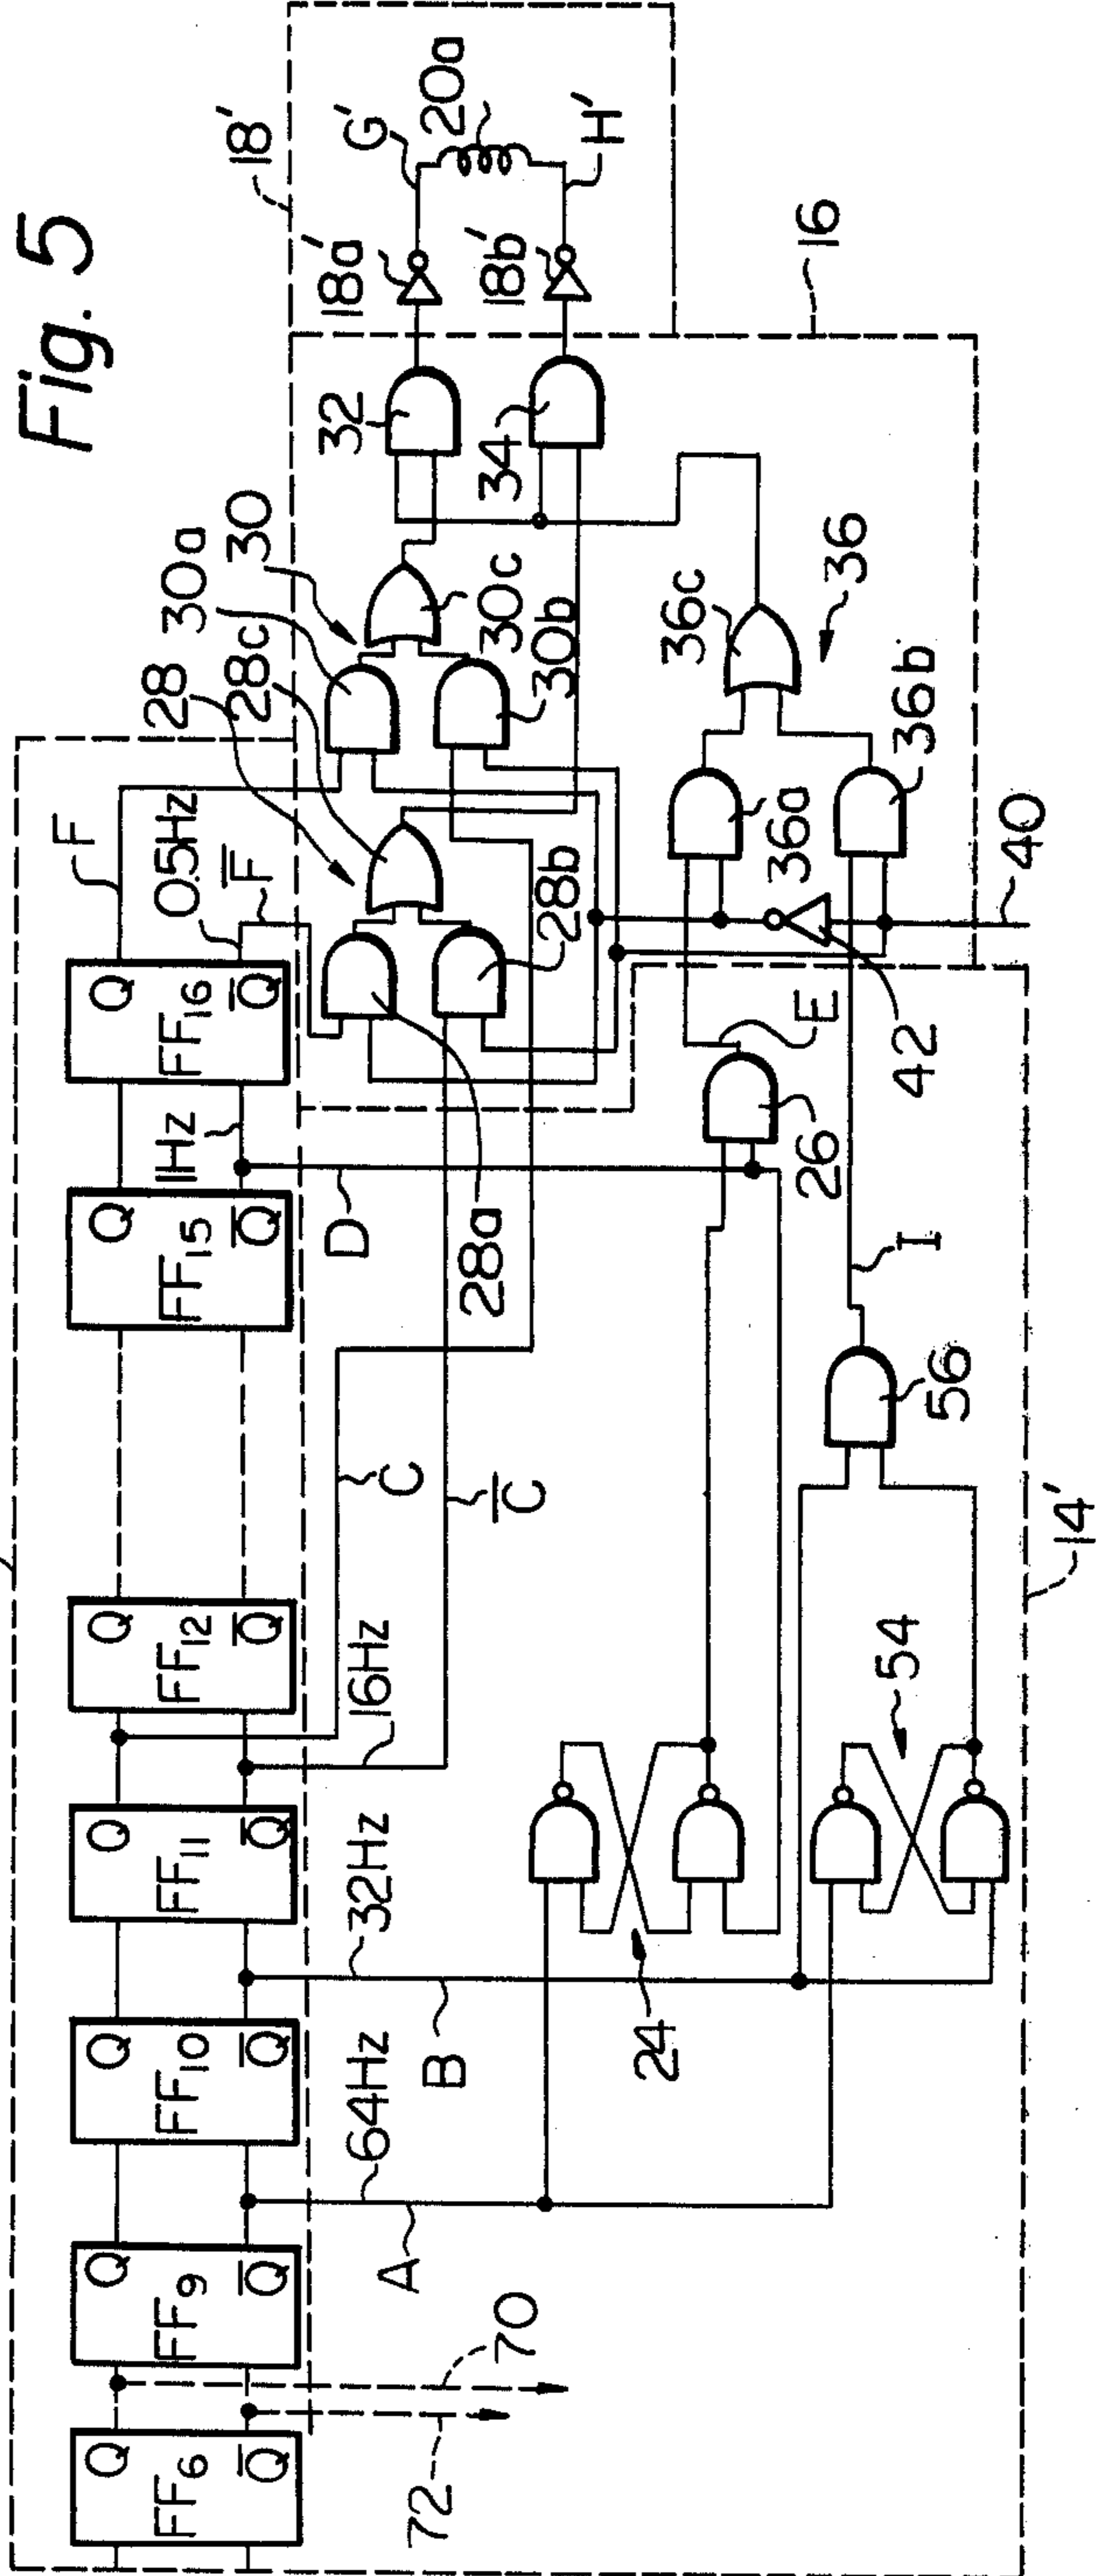 Fig. 5
18'
G'
20a
H'
18a'
18b'
16
32
34
30
30a
28c
28
30c
30b
36c
36
36b
36a
28b
F
0.5Hz
F̅
40
42
Q
FF16
Q̅
1Hz
E
26
Q
FF15
Q̅
D
28a
I
56
C
C̅
14'
Q
FF12
Q̅
16Hz
54
Q
FF11
Q̅
32Hz
24
B
Q
FF10
Q̅
64Hz
A
Q
FF9
Q̅
70
72
Q
FF6
Q̅